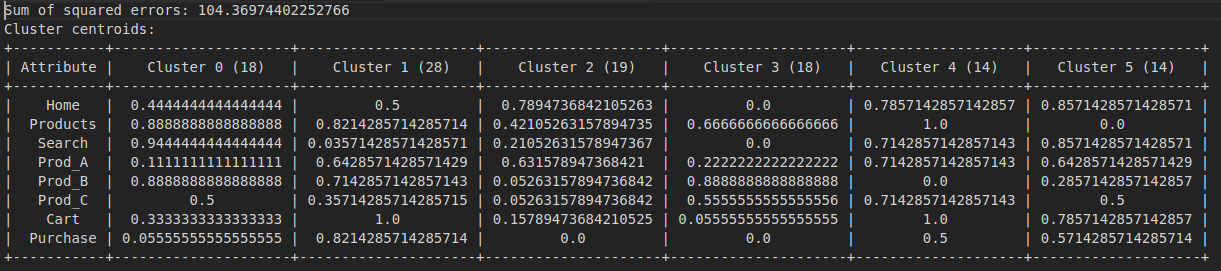 Sum of squared errors: 104.36974402252766
Cluster centroids:
+-----------+---------------------+---------------------+---------------------+---------------------+--------------------+--------------------+
| Attribute |    Cluster 0 (18)   |    Cluster 1 (28)   |    Cluster 2 (19)   |    Cluster 3 (18)   |   Cluster 4 (14)   |   Cluster 5 (14)   |
+-----------+---------------------+---------------------+---------------------+---------------------+--------------------+--------------------+
|    Home   |  0.4444444444444444 |         0.5         |  0.7894736842105263 |         0.0         | 0.7857142857142857 | 0.8571428571428571 |
|  Products |  0.8888888888888888 |  0.8214285714285714 | 0.42105263157894735 |  0.6666666666666666 |        1.0         |        0.0         |
|   Search  |  0.9444444444444444 | 0.03571428571428571 | 0.21052631578947367 |         0.0         | 0.7142857142857143 | 0.8571428571428571 |
|   Prod_A  |  0.1111111111111111 |  0.6428571428571429 |  0.631578947368421  |  0.2222222222222222 | 0.7142857142857143 | 0.6428571428571429 |
|   Prod_B  |  0.8888888888888888 |  0.7142857142857143 | 0.05263157894736842 |  0.8888888888888888 |        0.0         | 0.2857142857142857 |
|   Prod_C  |         0.5         | 0.35714285714285715 | 0.05263157894736842 |  0.5555555555555556 | 0.7142857142857143 |        0.5         |
|    Cart   |  0.3333333333333333 |         1.0         | 0.15789473684210525 | 0.05555555555555555 |        1.0         | 0.7857142857142857 |
|  Purchase | 0.05555555555555555 |  0.8214285714285714 |         0.0         |         0.0         |        0.5         | 0.5714285714285714 |
+-----------+---------------------+---------------------+---------------------+---------------------+--------------------+--------------------+